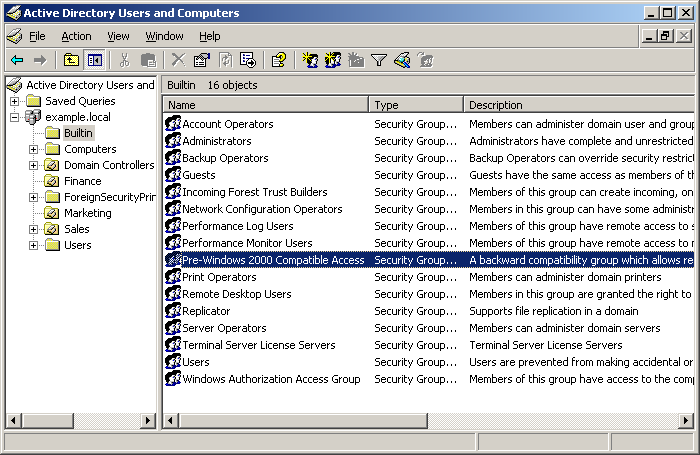 Active Directory Users and Computers
File Action View Window Help
Active Directory Users and
Saved Queries
example.local
Builtin
Computers
Domain Controllers
Finance
ForeignSecurityPrin
Marketing
Sales
Users
Builtin 16 objects
Name Type Description
Account Operators Security Group... Members can administer domain user and group
Administrators Security Group... Administrators have complete and unrestricted
Backup Operators Security Group... Backup Operators can override security restric
Guests Security Group... Guests have the same access as members of th
Incoming Forest Trust Builders Security Group... Members of this group can create incoming, on
Network Configuration Operators Security Group... Members in this group can have some administr
Performance Log Users Security Group... Members of this group have remote access to s
Performance Monitor Users Security Group... Members of this group have remote access to m
Pre-Windows 2000 Compatible Access Security Group... A backward compatibility group which allows re
Print Operators Security Group... Members can administer domain printers
Remote Desktop Users Security Group... Members in this group are granted the right to
Replicator Security Group... Supports file replication in a domain
Server Operators Security Group... Members can administer domain servers
Terminal Server License Servers Security Group... Terminal Server License Servers
Users Security Group... Users are prevented from making accidental or
Windows Authorization Access Group Security Group... Members of this group have access to the comp